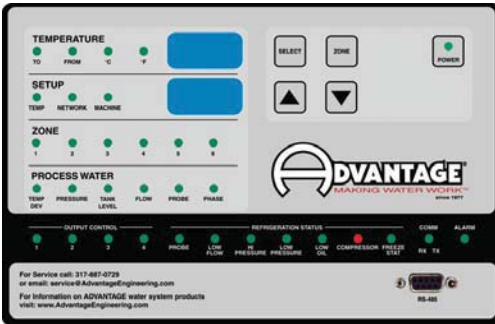 TEMPERATURE
TO FROM °C °F
SETUP
TEMP NETWORK MACHINE
ZONE
1 2 3 4 5 6
PROCESS WATER
TEMP DEV PRESSURE TANK LEVEL FLOW PROBE PHASE
SELECT ZONE POWER
ADVANTAGE®
MAKING WATER WORK™
since 1977
OUTPUT CONTROL REFRIGERATION STATUS COMM ALARM
1 2 3 4 PROBE LOW FLOW HI PRESSURE LOW PRESSURE LOW OIL COMPRESSOR FREEZE STAT RX TX
For Service call: 317-887-0729
or email: service@AdvantageEngineering.com
For Information on ADVANTAGE water system products
visit: www.AdvantageEngineering.com
RS-485